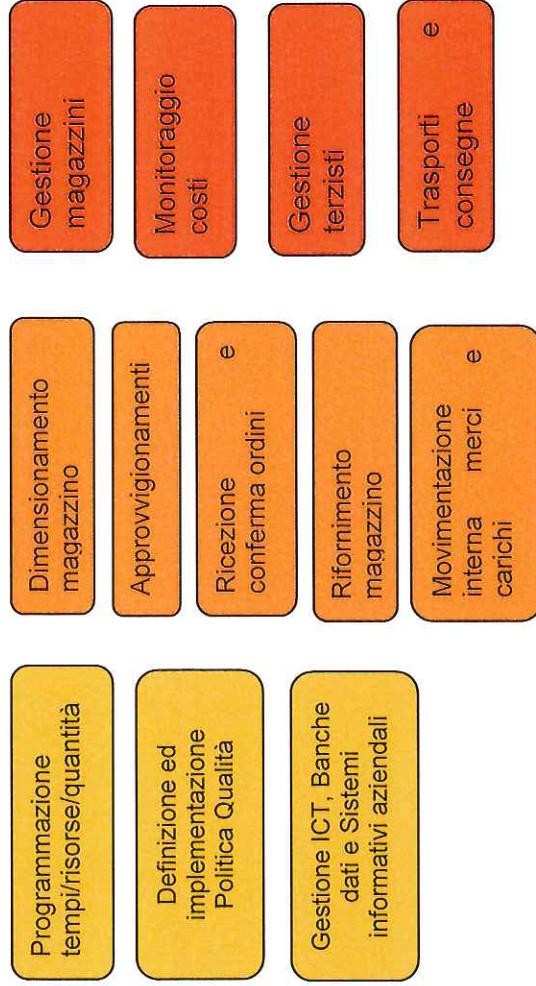 Programmazione
tempi/risorse/quantità
Definizione ed
implementazione
Politica Qualità
Gestione ICT, Banche
dati e Sistemi
informativi aziendali
Dimensionamento
magazzino
Approvvigionamenti
Ricezione e
conferma ordini
Rifornimento
magazzino
Movimentazione
interna merci e
carichi
Gestione
magazzini
Monitoraggio
costi
Gestione
terzisti
Trasporti e
consegne